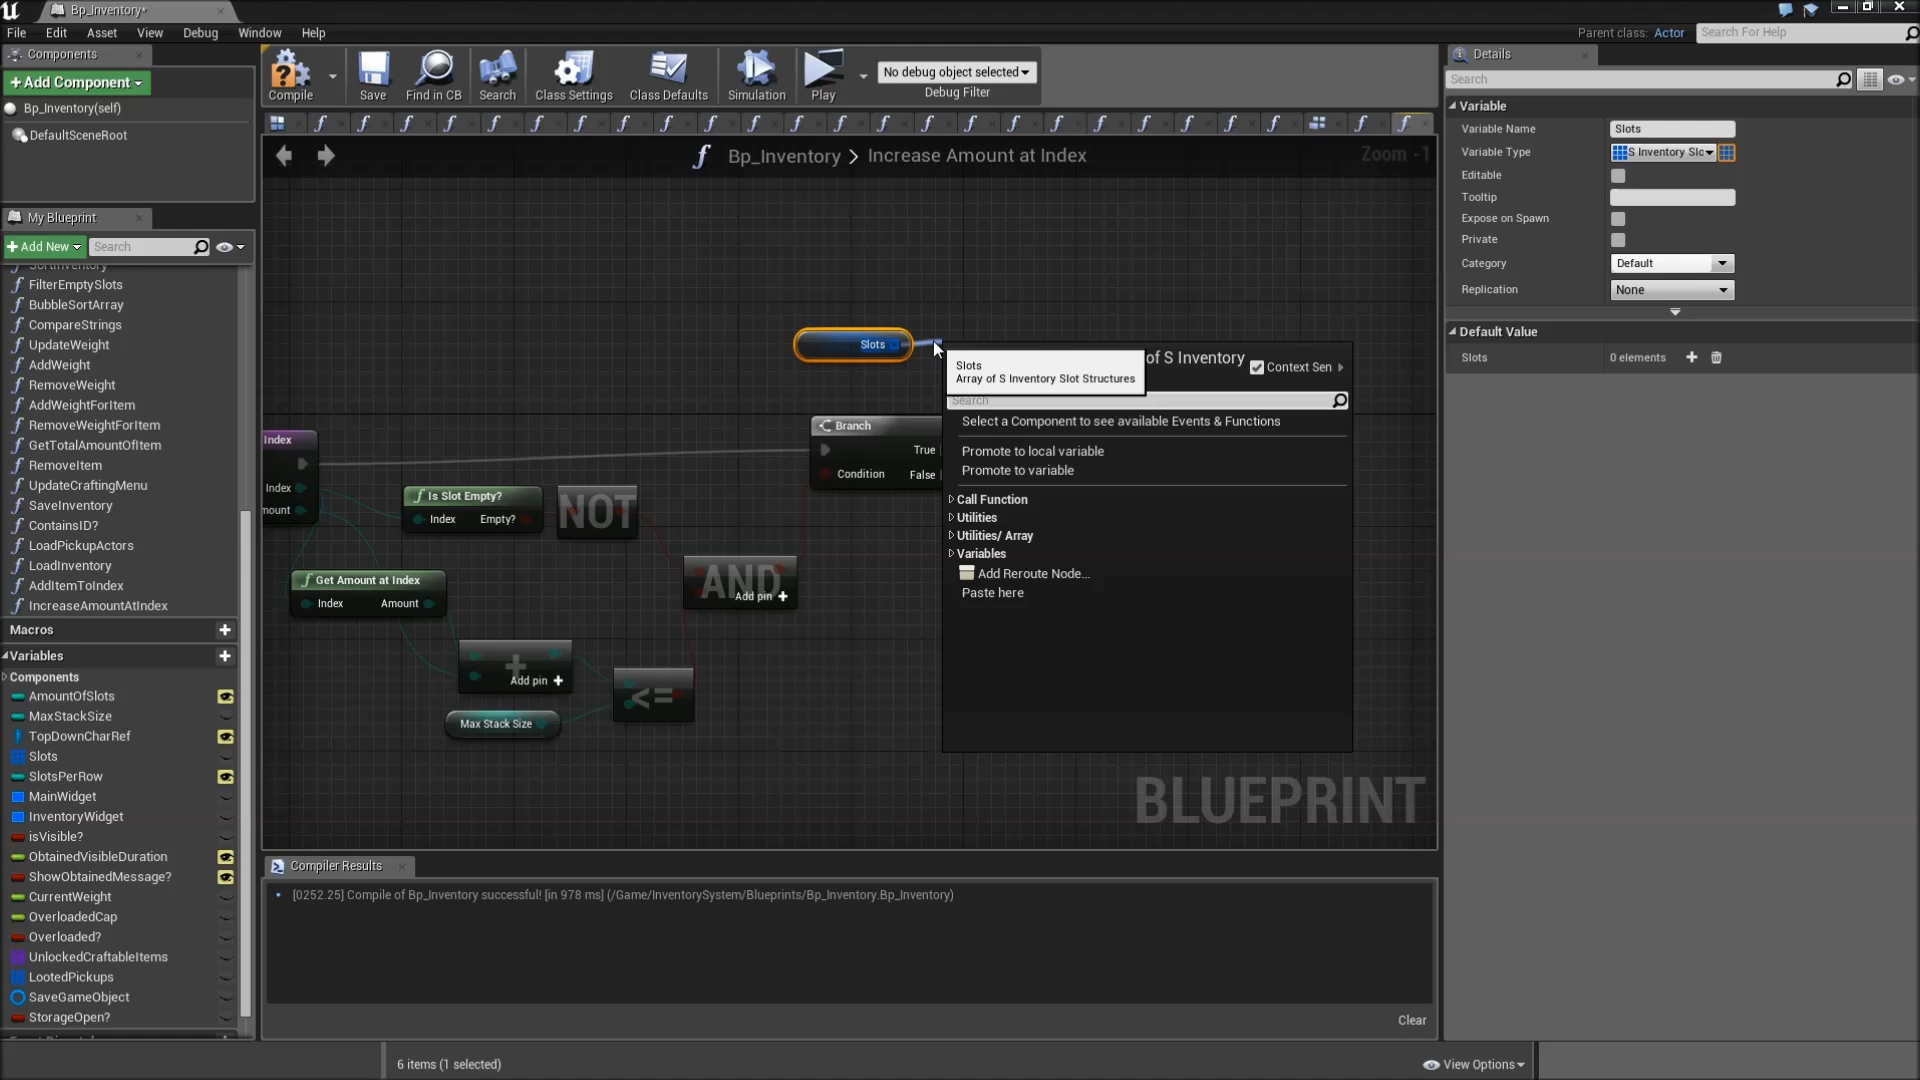 Bp_Inventory*
File Edit Asset View Debug Window Help
Parent class: Actor
Search For Help
Components
+ Add Component
Bp_Inventory(self)
DefaultSceneRoot
Compile
Save
Find in CB
Search
Class Settings
Class Defaults
Simulation
Play
No debug object selected
Debug Filter
Bp_Inventory > Increase Amount at Index
Zoom -1
My Blueprint
+ Add New
Search
SortInventory
FilterEmptySlots
BubbleSortArray
CompareStrings
UpdateWeight
AddWeight
RemoveWeight
AddWeightForItem
RemoveWeightForItem
GetTotalAmountOfItem
RemoveItem
UpdateCraftingMenu
SaveInventory
ContainsID?
LoadPickupActors
LoadInventory
AddItemToIndex
IncreaseAmountAtIndex
Macros
Variables
Components
AmountOfSlots
MaxStackSize
TopDownCharRef
Slots
SlotsPerRow
MainWidget
InventoryWidget
isVisible?
ObtainedVisibleDuration
ShowObtainedMessage?
CurrentWeight
OverloadedCap
Overloaded?
UnlockedCraftableItems
LootedPickups
SaveGameObject
StorageOpen?
Slots
Index
Index
mount
Is Slot Empty?
Index Empty?
NOT
Get Amount at Index
Index Amount
AND
Add pin +
+
Add pin +
Max Stack Size
<=
Branch
True
Condition False
Slots
Array of S Inventory Slot Structures
of S Inventory
Context Sen
Search
Select a Component to see available Events & Functions
Promote to local variable
Promote to variable
Call Function
Utilities
Utilities/ Array
Variables
Add Reroute Node...
Paste here
BLUEPRINT
Compiler Results
[0252.25] Compile of Bp_Inventory successful! [in 978 ms] (/Game/InventorySystem/Blueprints/Bp_Inventory.Bp_Inventory)
Clear
6 items (1 selected)
View Options
Details
Search
Variable
Variable Name Slots
Variable Type S Inventory Slc
Editable
Tooltip
Expose on Spawn
Private
Category Default
Replication None
Default Value
Slots 0 elements